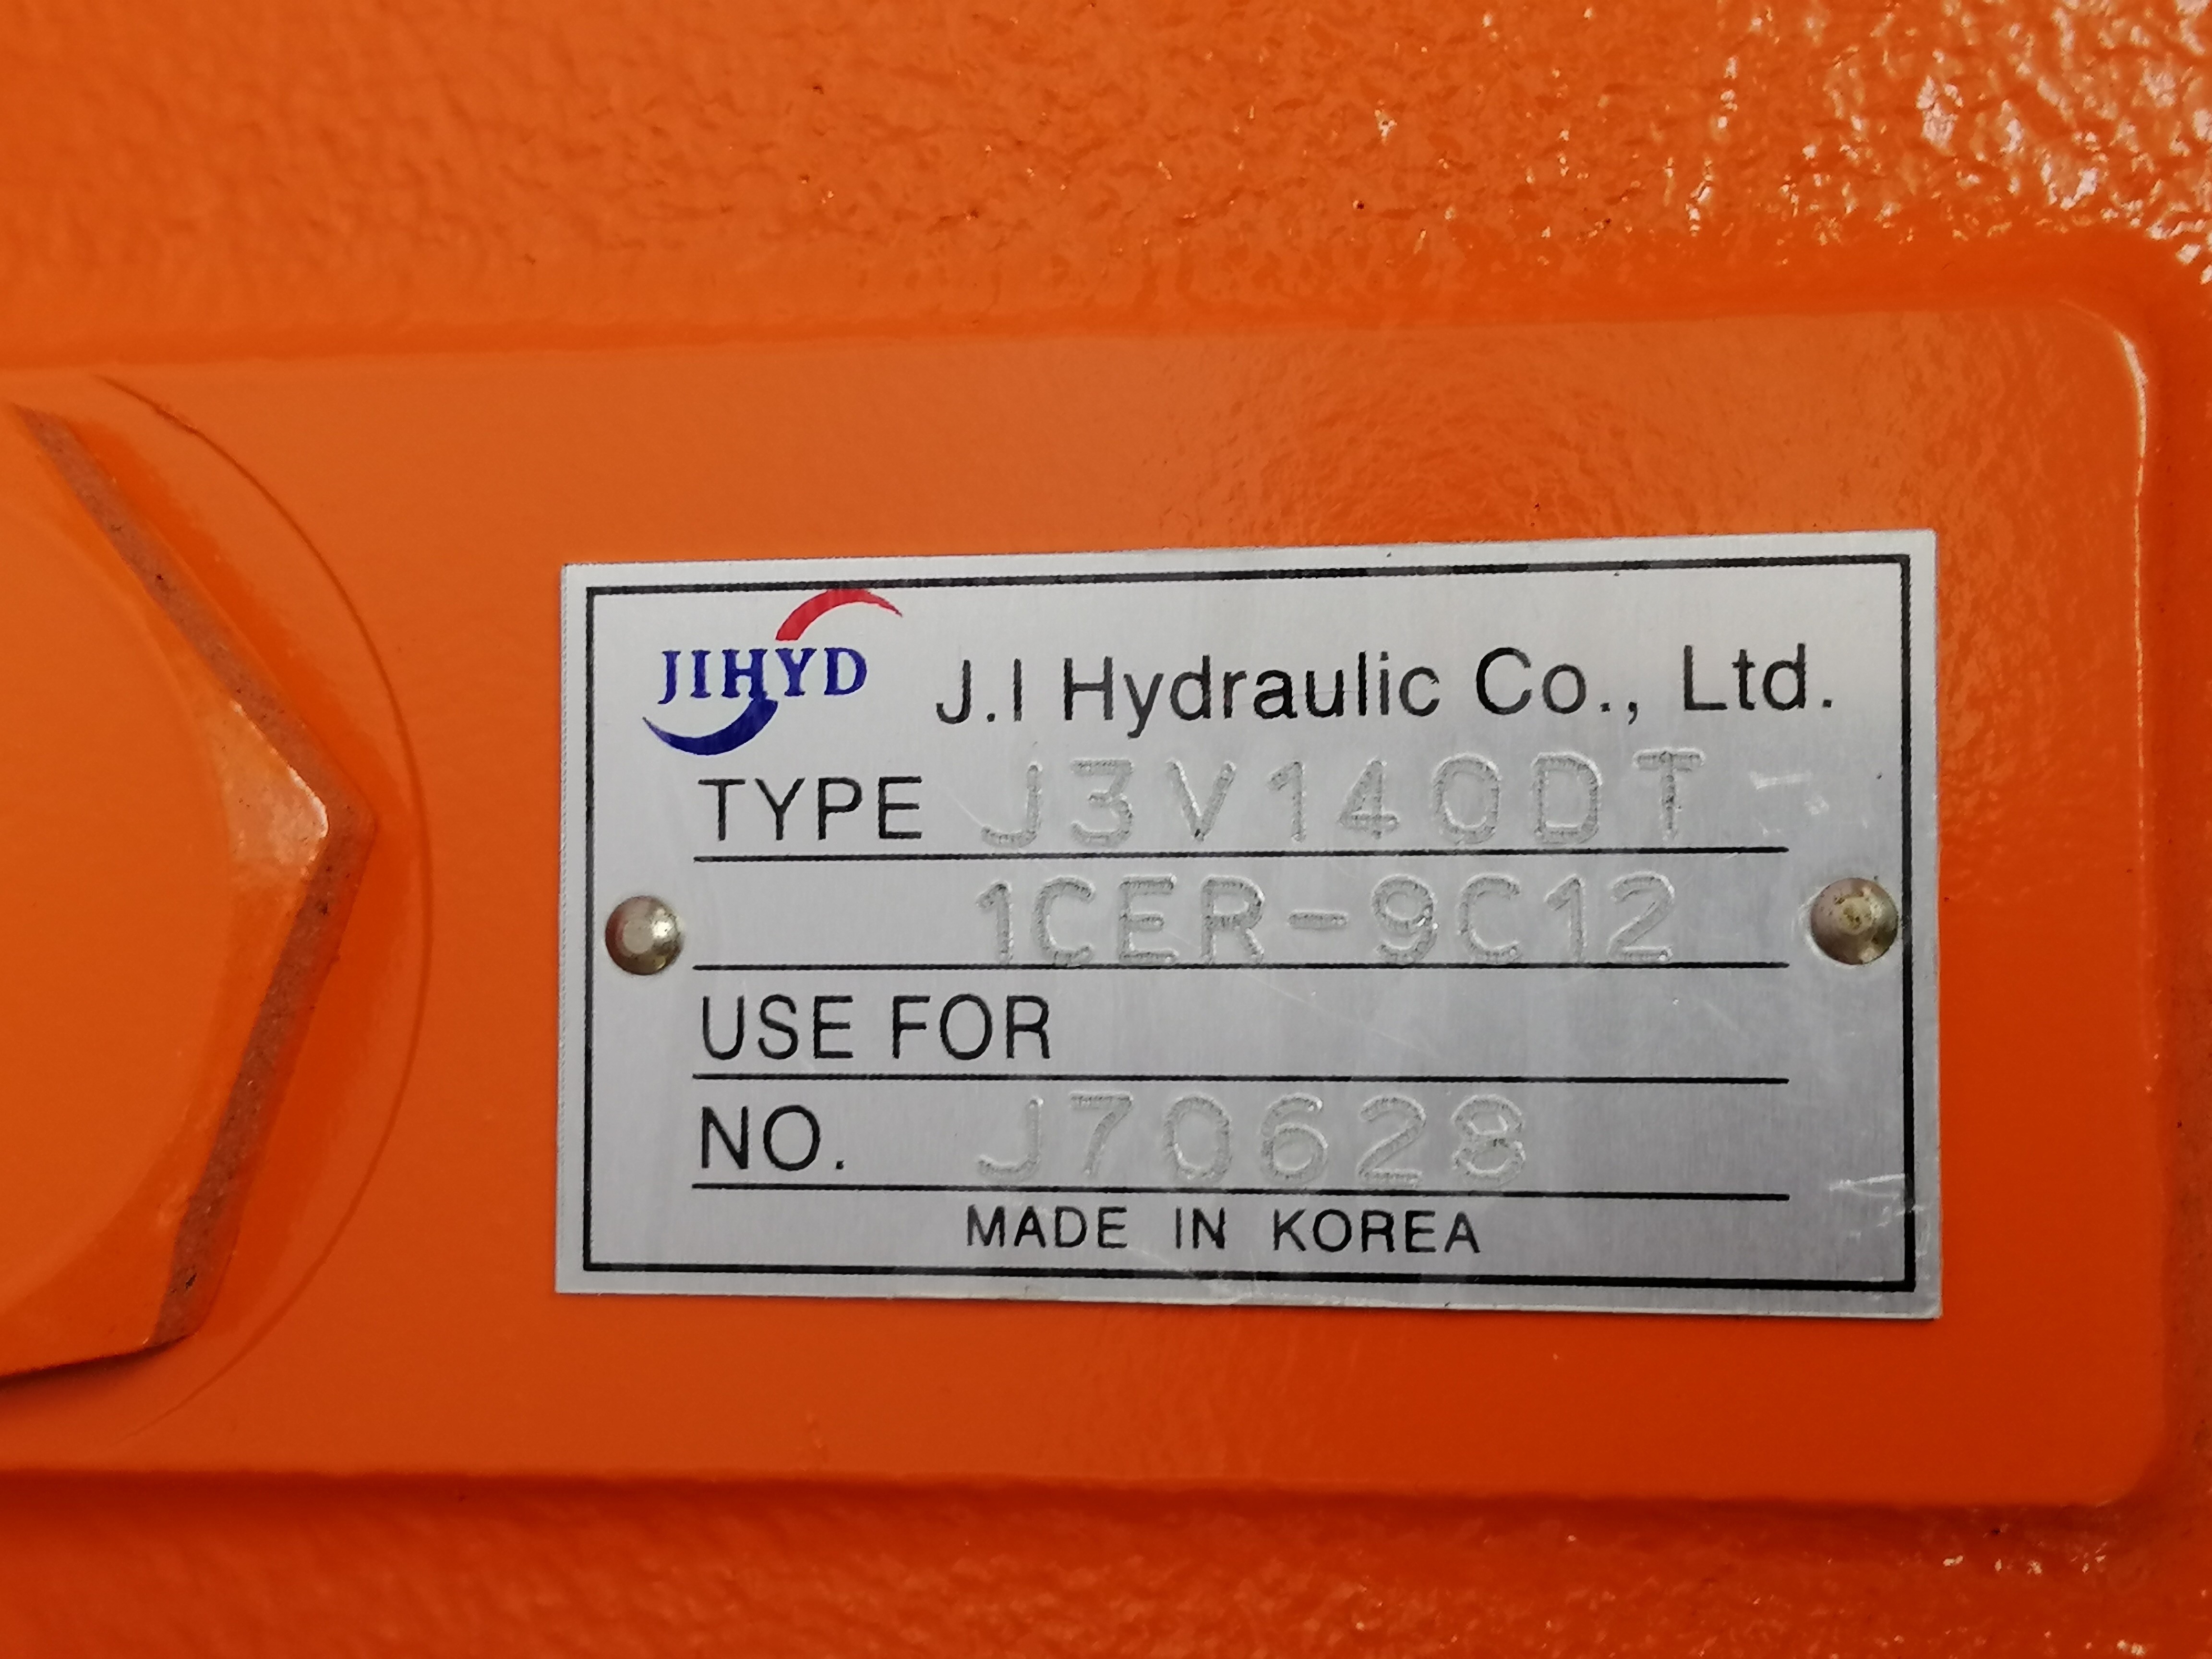 JIHYD
J.I Hydraulic Co., Ltd.
TYPE J3V140DT
1CER-9C12
USE FOR
NO. J70628
MADE IN KOREA